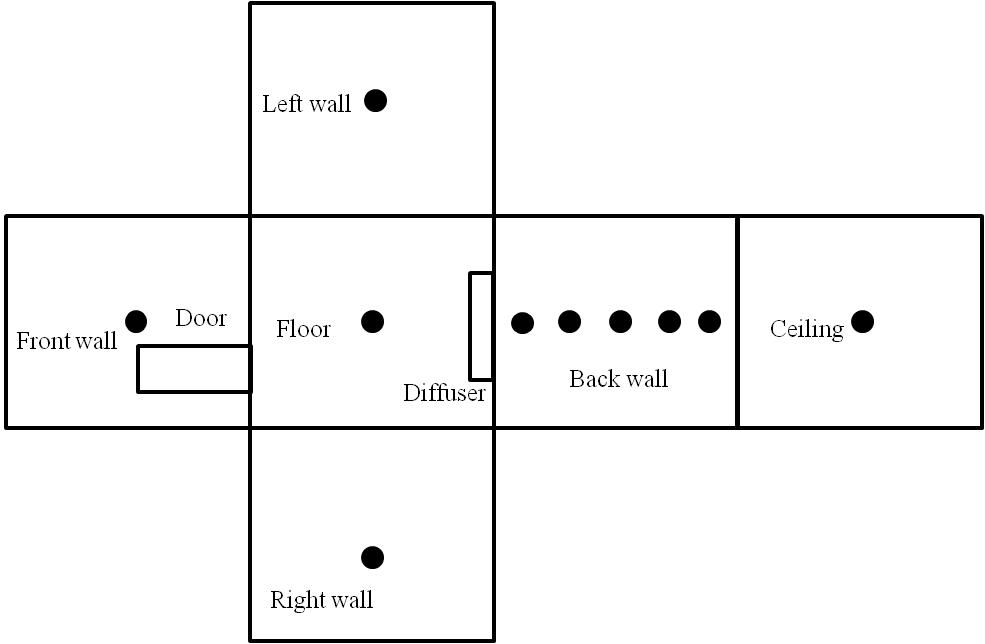 Left wall
Door
Front wall
Floor
Diffuser
Back wall
Ceiling
Right wall